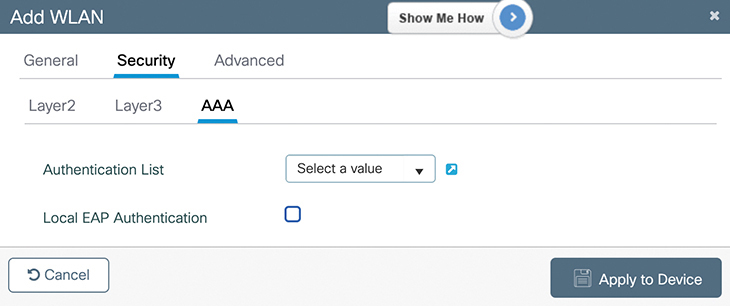 Add WLAN
Show Me How
General Security Advanced
Layer2 Layer3 AAA
Authentication List Select a value
Local EAP Authentication
Cancel Apply to Device